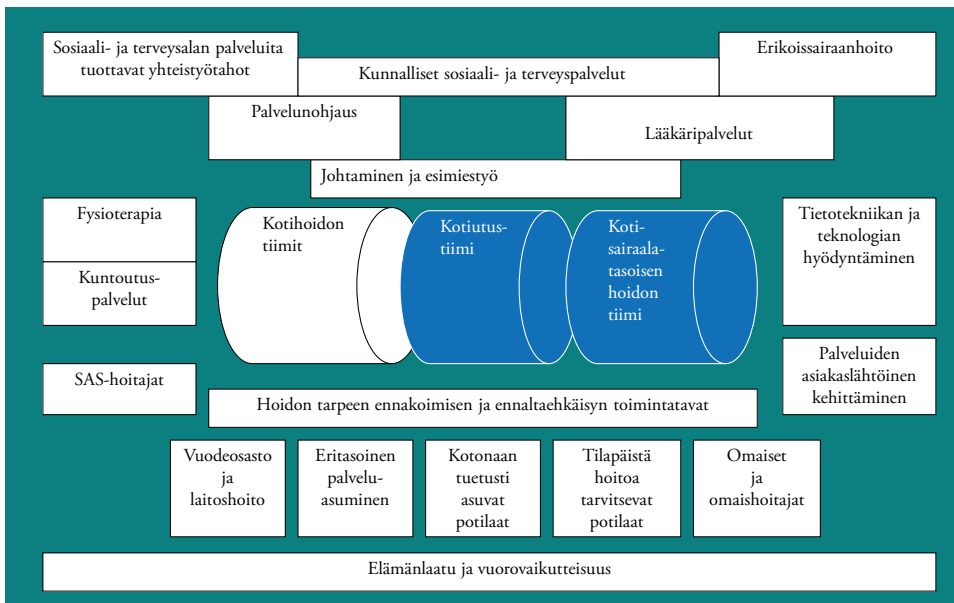 Sosiaali- ja terveysalan palveluita
tuottavat yhteistyötahot
Kunnalliset sosiaali- ja terveyspalvelut
Erikoissairaanhoito
Palvelunohjaus
Lääkäripalvelut
Johtaminen ja esimiestyö
Fysioterapia
Kuntoutus-
palvelut
SAS-hoitajat
Kotihoidon
tiimit
Kotiutus-
tiimi
Koti-
sairaala-
tasoisen
hoidon
tiimi
Tietotekniikan ja
teknologian
hyödyntäminen
Palveluiden
asiakaslähtöinen
kehittäminen
Hoidon tarpeen ennakoimisen ja ennaltaehkäisyn toimintatavat
Vuodeosasto
ja
laitoshoito
Eritasoinen
palvelu-
asuminen
Kotonaan
tuetusti
asuvat
potilaat
Tilapäistä
hoitoa
tarvitsevat
potilaat
Omaiset
ja
omaishoitajat
Elämänlaatu ja vuorovaikutteisuus